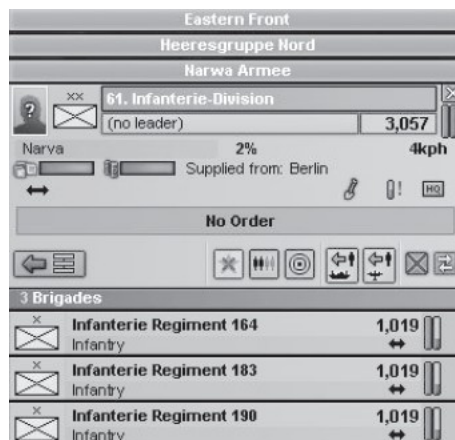 Eastern Front
Heeresgruppe Nord
Narwa Armee
xx
61. Infanterie-Division
?
(no leader) 3,057
Narva 2% 4kph
Supplied from: Berlin
! HQ
No Order
3 Brigades
x
Infanterie Regiment 164 1,019
Infantry
x
Infanterie Regiment 183 1,019
Infantry
x
Infanterie Regiment 190 1,019
Infantry